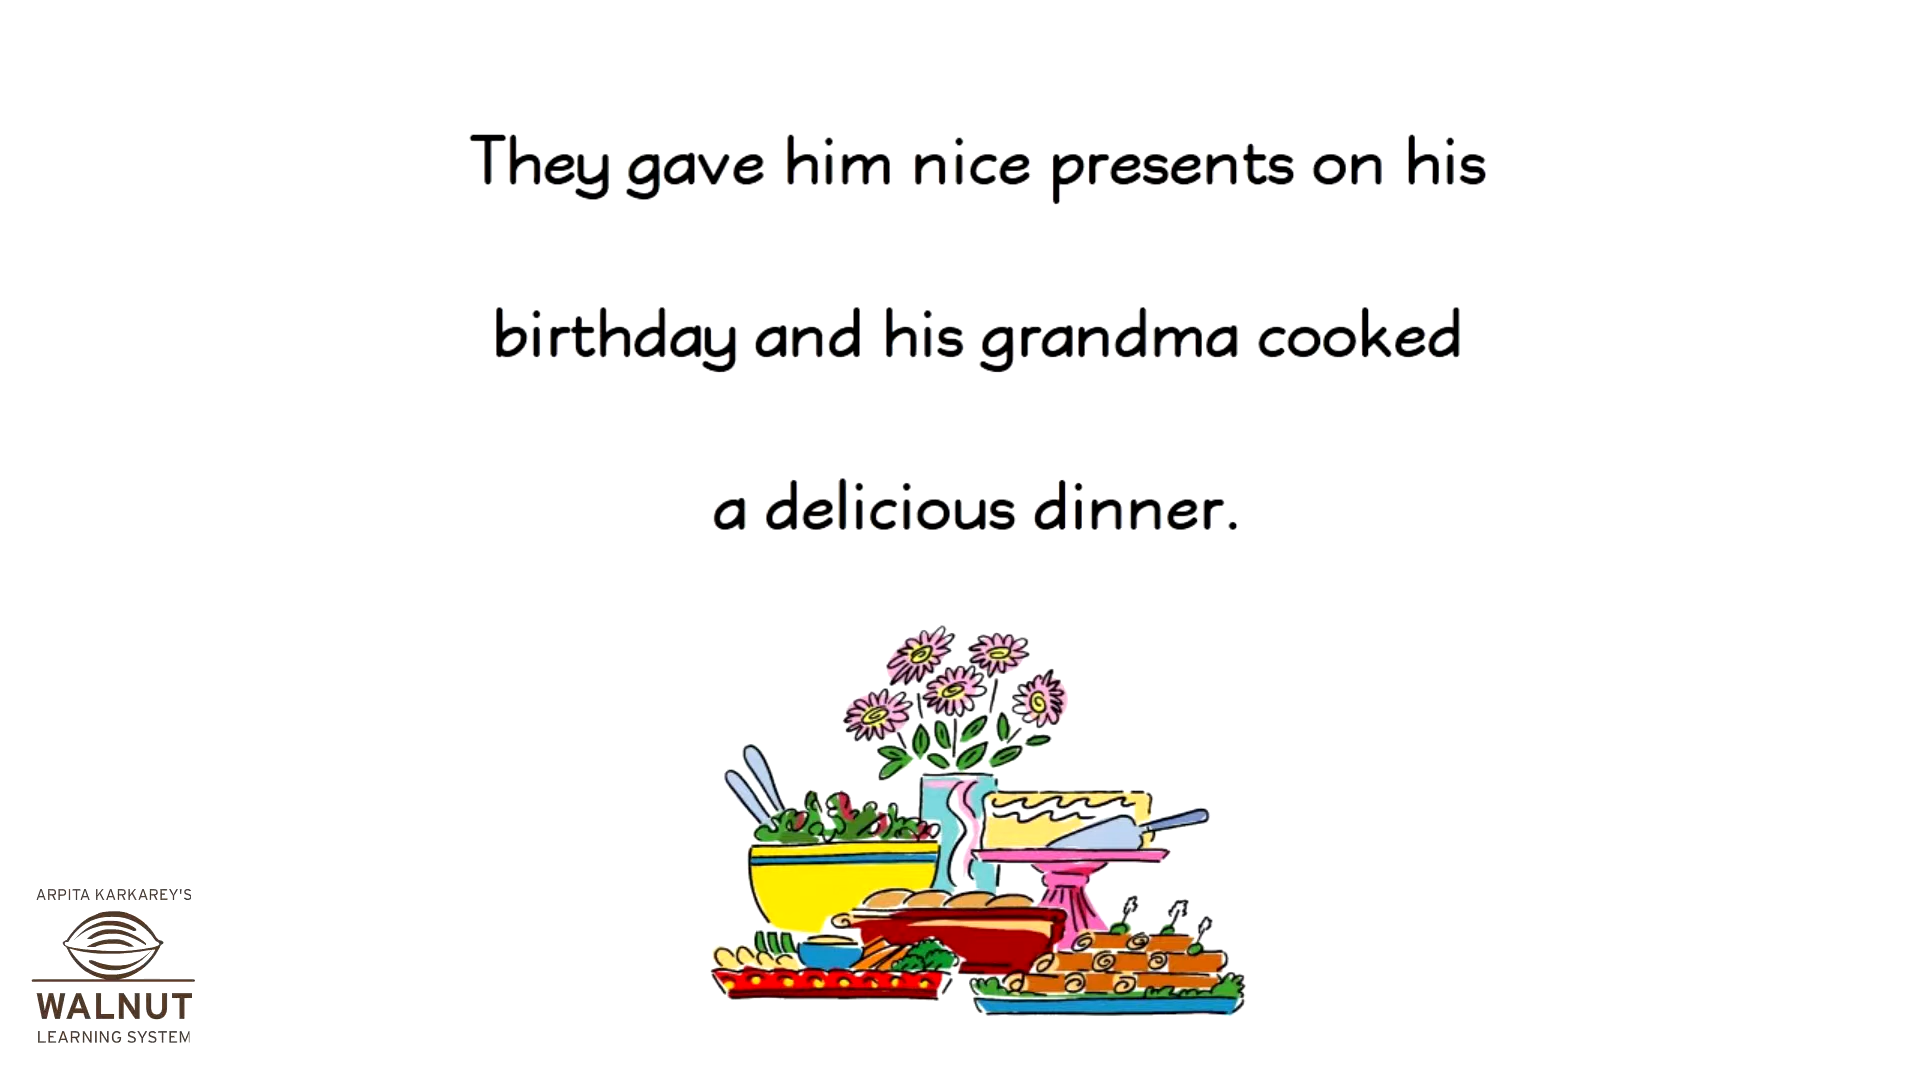 They gave him nice presents on his
birthday and his grandma cooked
a delicious dinner.
ARPITA KARKAREY'S
WALNUT
LEARNING SYSTEM